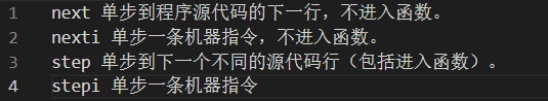 1 next 单步到程序源代码的下一行，不进入函数。
2 nexti 单步一条机器指令，不进入函数。
3 step 单步到下一个不同的源代码行（包括进入函数）。
4 stepi 单步一条机器指令